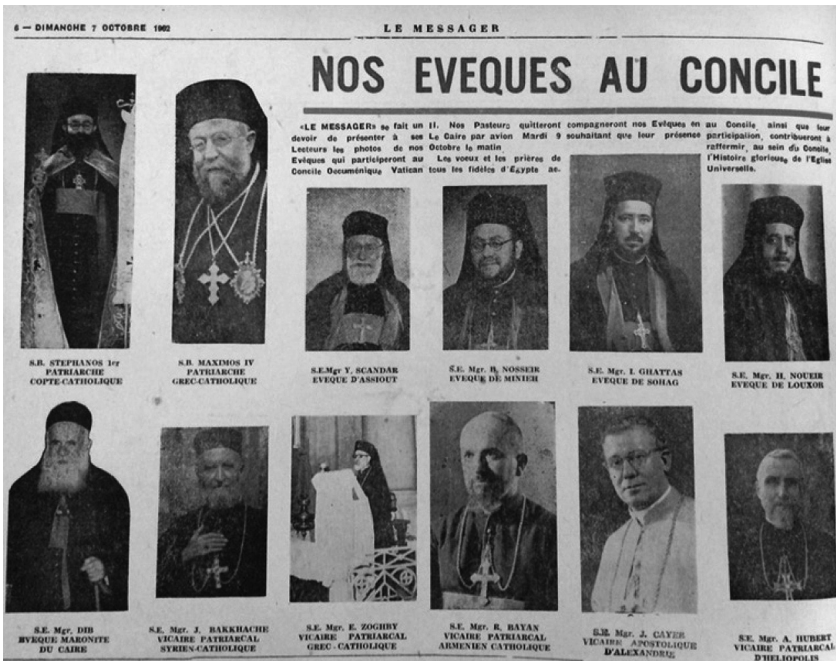 6 — DIMANCHE 7 OCTOBRE 1962
LE MESSAGER
NOS EVEQUES AU CONCILE
«LE MESSAGER» se fait un
devoir de présenter à ses
Lecteurs les photos de nos
Evêques qui participeront au
Concile Occuménique Vatican
II. Nos Pasteurs quitteront
Le Caire par avion Mardi 9
Octobre le matin
Les voeux et les prières de
tous les fidèles d'Egypte ac-
compagneront nos Evêques en
souhaitant que leur présence
au Concile, ainsi que leur
participation, contribueront à
raffermir, au sein du Concile,
l'Histoire glorieuse de l'Eglise
Universelle.
S.B. STEPHANOS 1er
PATRIARCHE
COPTE-CATHOLIQUE
S.B. MAXIMOS IV
PATRIARCHE
GREC-CATHOLIQUE
S.E.Mgr Y, SCANDAR
EVEQUE D'ASSIOUT
S.E. Mgr. B, NOSSEIR
EVEQUE DE MINIEH
S.E. Mgr. I. GHATTAS
EVEQUE DE SOHAG
S.E. Mgr. H, NOUEIR
EVEQUE DE LOUXOR
S.E. Mgr, DIB
EVEQUE MARONITE
DU CAIRE
S.E. Mgr. J, BAKKHACHE
VICAIRE PATRIARCAL
SYRIEN-CATHOLIQUE
S.E. Mgr. E. ZOGHBY
VICAIRE PATRIARCAL
GREC-CATHOLIQUE
S.E. Mgr. R, BAYAN
VICAIRE PATRIARCAL
ARMENIEN CATHOLIQUE
S.E. Mgr. J. CAYER
VICAIRE APOSTOLIQUE
D'ALEXANDRIE
S.E. Mgr. A. HUBERT
VICAIRE PATRIARCAL
D'HELIOPOLIS